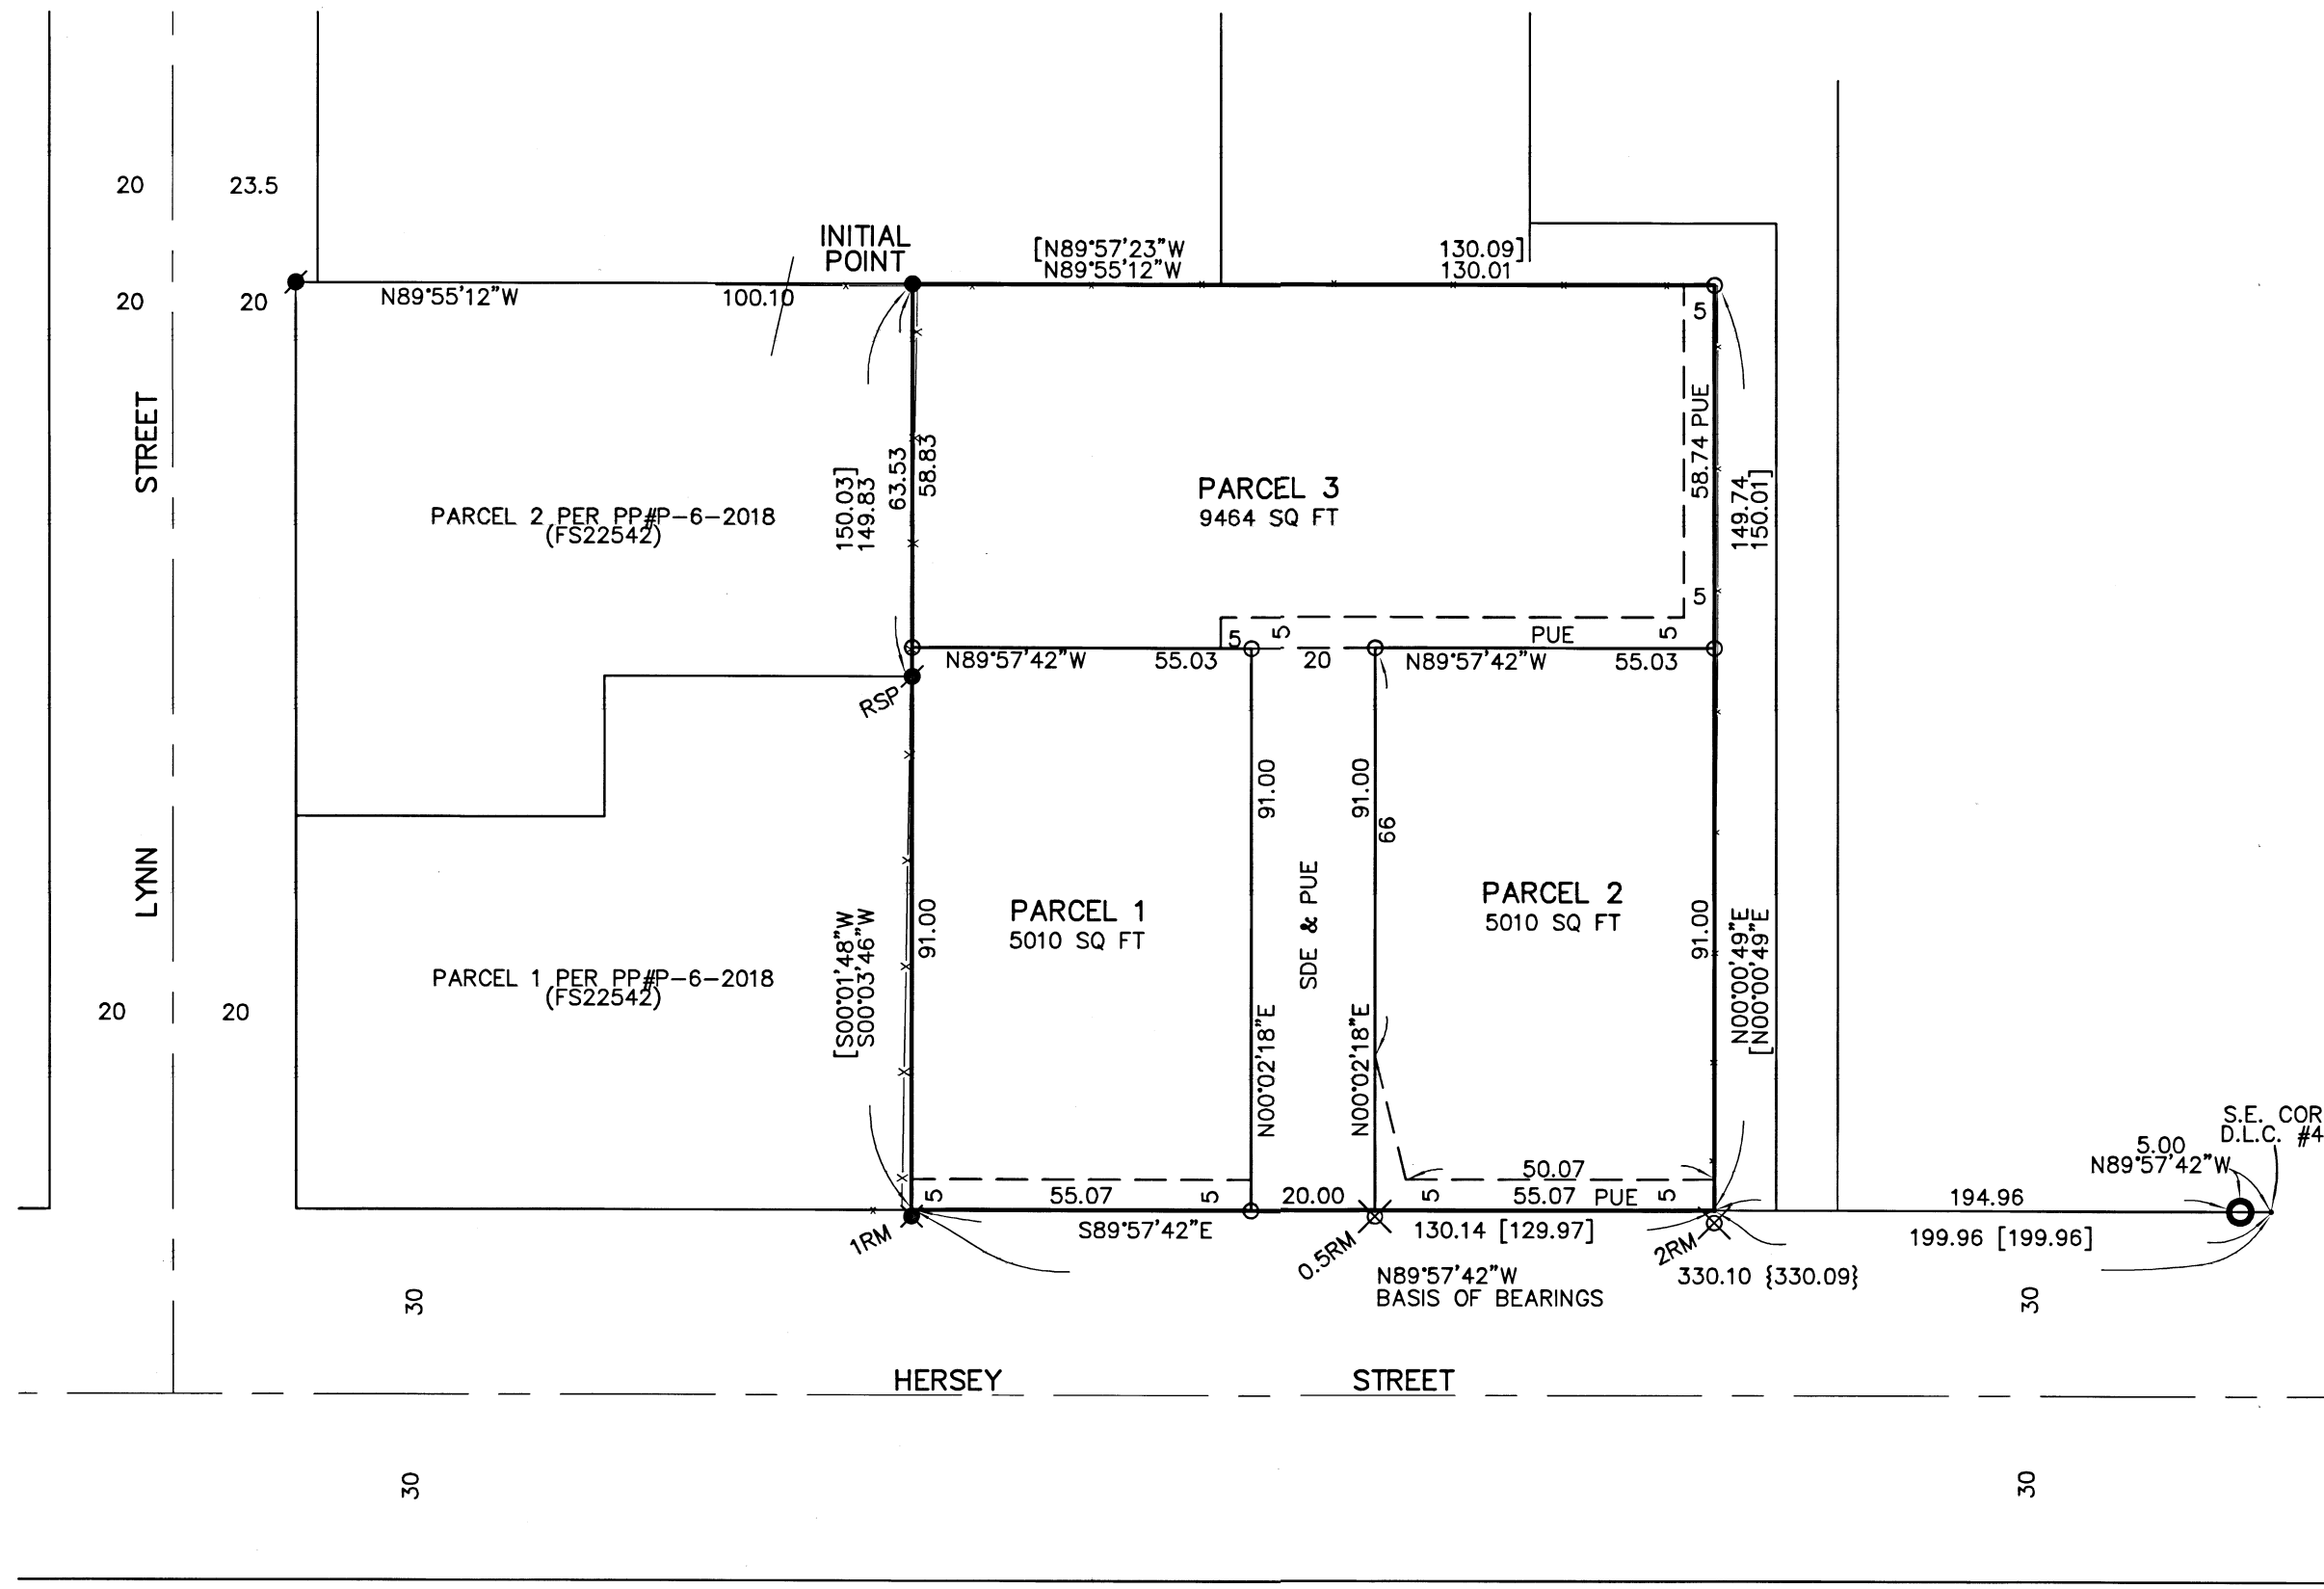 20
23.5
20
20
STREET
LYNN
20
20
INITIAL
POINT
N89°55'12"W
100.10
[N89°57'23"W
130.09]
N89°55'12"W
130.01
PARCEL 2 PER PP#P-6-2018
(FS22542)
150.03]
149.83
63.53
58.83
PARCEL 3
9464 SQ FT
5
58.74 PUE
5
149.74
150.01]
5
5
PUE
5
N89°57'42"W
55.03
20
N89°57'42"W
55.03
RSP
PARCEL 1 PER PP#P-6-2018
(FS22542)
[S00°01'48"W
S00°03'46"W
91.00
PARCEL 1
5010 SQ FT
91.00
N00°02'18"E
SDE & PUE
91.00
N00°02'18"E
66
PARCEL 2
5010 SQ FT
91.00
N00°00'49"E
[N00°00'49"E
5
55.07
5
20.00
50.07
5
55.07
PUE
5
S89°57'42"E
130.14 [129.97]
1RM
0.5RM
2RM
N89°57'42"W
BASIS OF BEARINGS
330.10 {330.09}
S.E. COR
D.L.C. #4
5.00
N89°57'42"W
194.96
199.96 [199.96]
30
30
HERSEY STREET
30
30